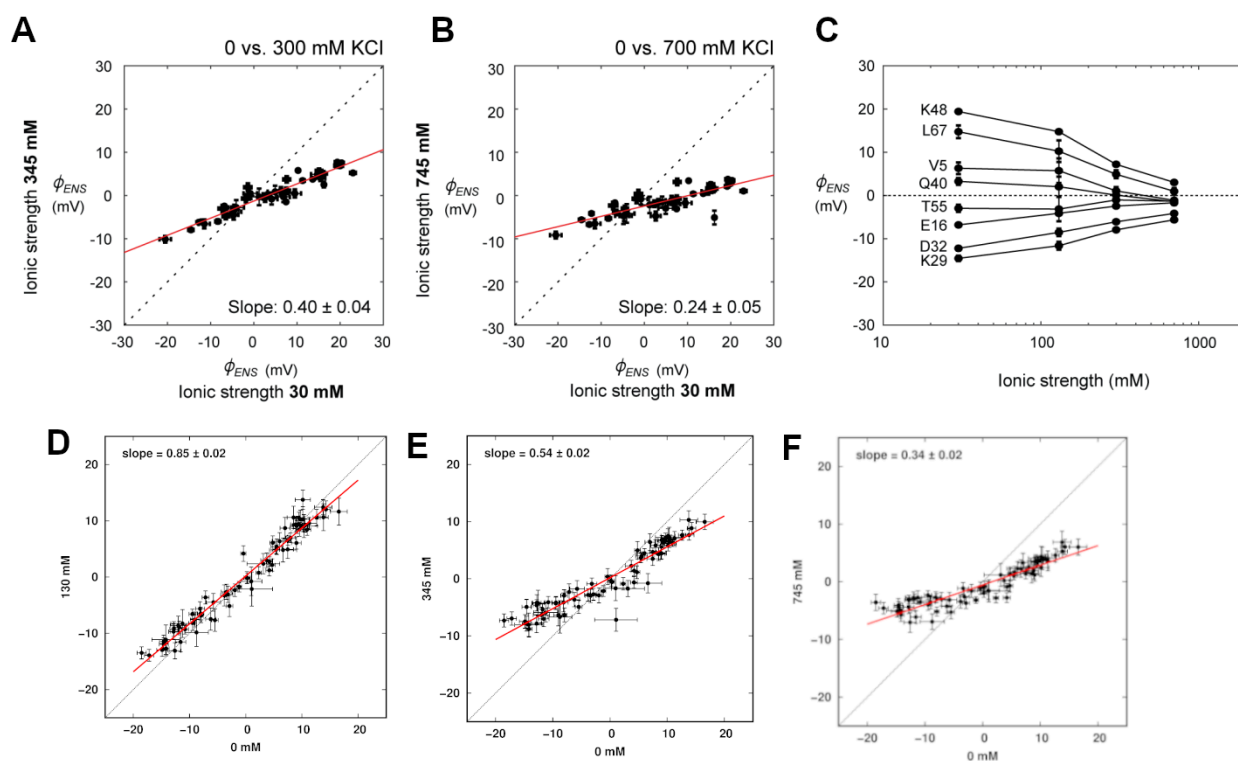 A
0 vs. 300 mM KCl
30
20
10
0
-10
-20
-30
-30
-20
-10
0
10
20
30
ϕENS
(mV)
Ionic strength 345 mM
Slope: 0.40 ± 0.04
ϕENS (mV)
Ionic strength 30 mM
B
0 vs. 700 mM KCl
30
20
10
0
-10
-20
-30
-30
-20
-10
0
10
20
30
ϕENS
(mV)
Ionic strength 745 mM
Slope: 0.24 ± 0.05
ϕENS (mV)
Ionic strength 30 mM
C
30
20
10
0
-10
-20
-30
ϕENS
(mV)
K48
L67
V5
Q40
T55
E16
D32
K29
10
100
1000
Ionic strength (mM)
D
slope = 0.85 ± 0.02
20
10
0
−10
−20
130 mM
−20
−10
0
10
20
0 mM
E
slope = 0.54 ± 0.02
20
10
0
−10
−20
345 mM
−20
−10
0
10
20
0 mM
F
slope = 0.34 ± 0.02
20
10
0
−10
−20
745 mM
−20
−10
0
10
20
0 mM